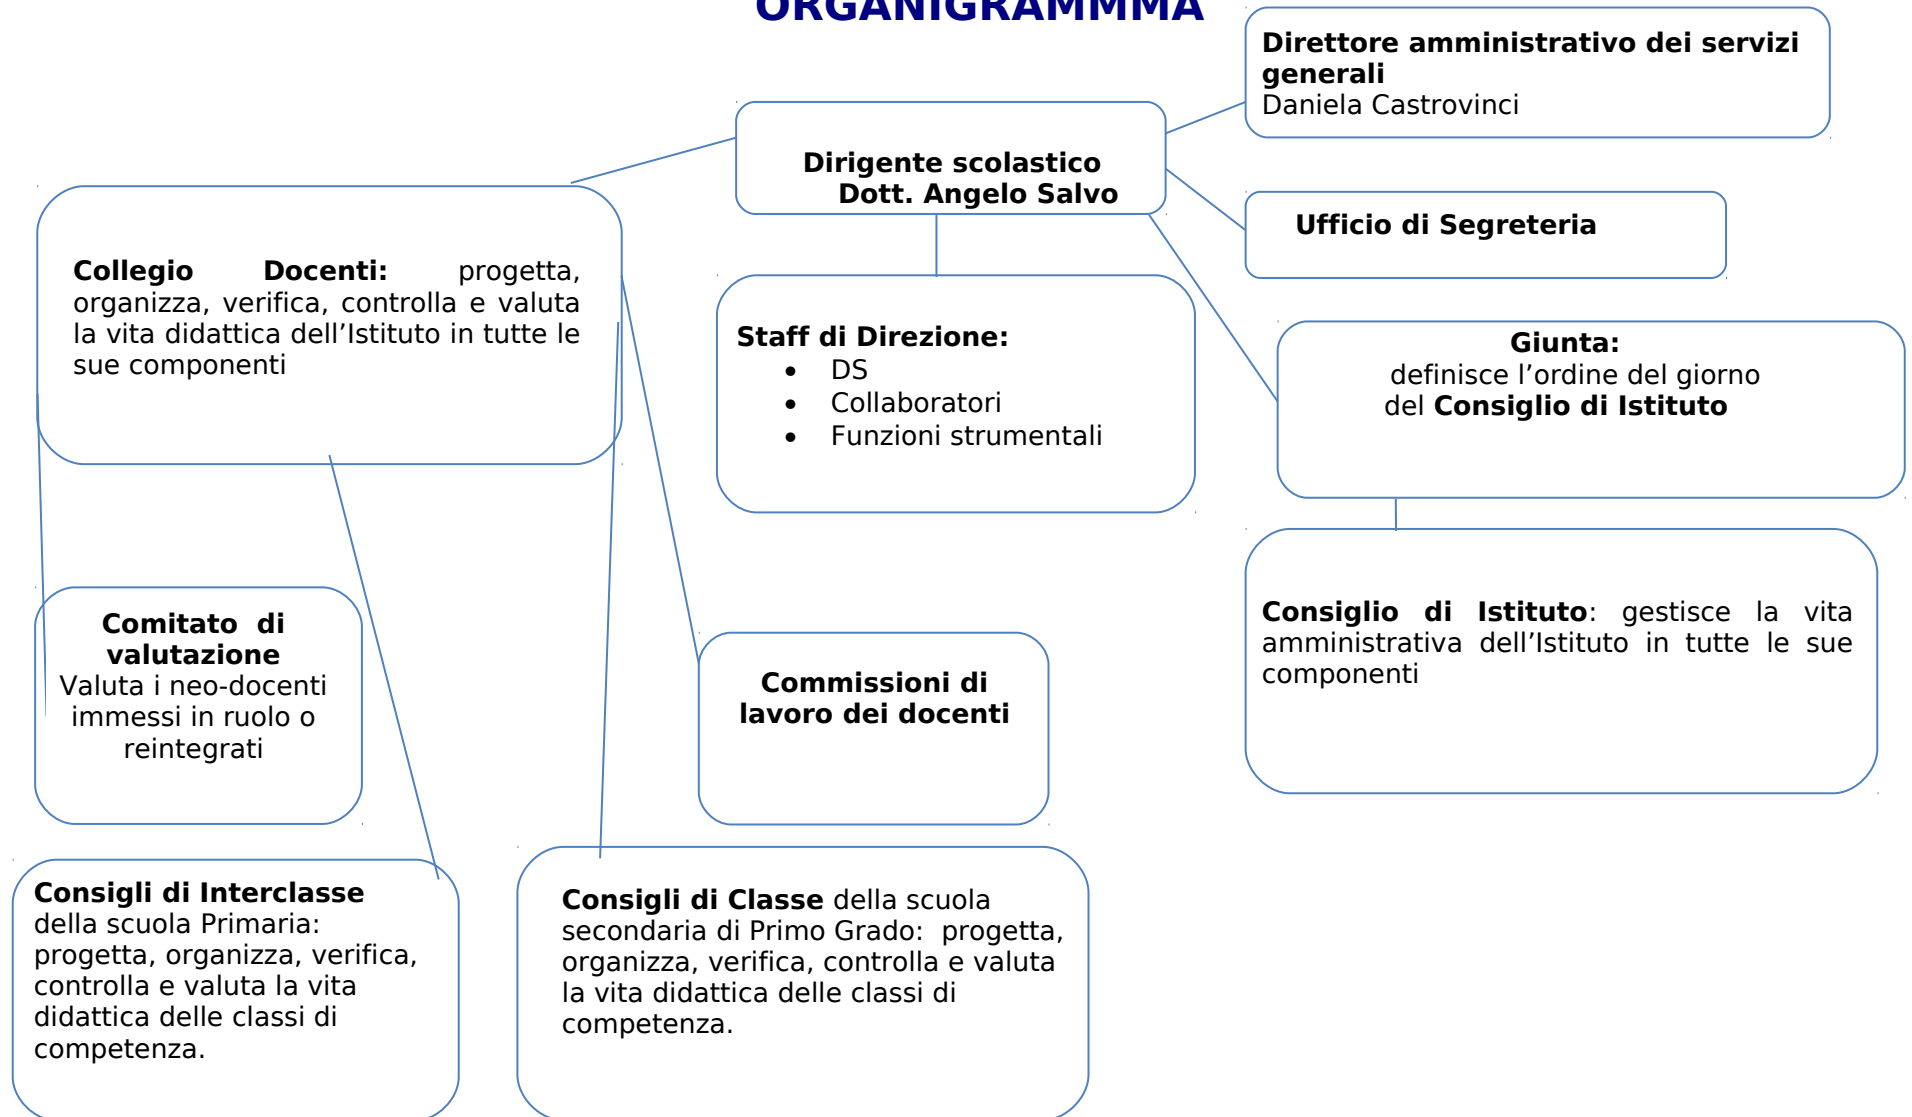 ORGANIGRAMMMA
Direttore amministrativo dei servizi
generali
Daniela Castrovinci
Dirigente scolastico
Dott. Angelo Salvo
Ufficio di Segreteria
Collegio Docenti: progetta,
organizza, verifica, controlla e valuta
la vita didattica dell’Istituto in tutte le
sue componenti
Staff di Direzione:
• DS
• Collaboratori
• Funzioni strumentali
Giunta:
definisce l’ordine del giorno
del Consiglio di Istituto
Consiglio di Istituto: gestisce la vita
amministrativa dell’Istituto in tutte le sue
componenti
Comitato di
valutazione
Valuta i neo-docenti
immessi in ruolo o
reintegrati
Commissioni di
lavoro dei docenti
Consigli di Interclasse
della scuola Primaria:
progetta, organizza, verifica,
controlla e valuta la vita
didattica delle classi di
competenza.
Consigli di Classe della scuola
secondaria di Primo Grado: progetta,
organizza, verifica, controlla e valuta
la vita didattica delle classi di
competenza.